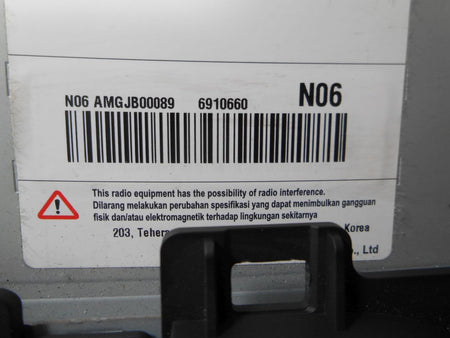 N06 AMGJB00089 6910660 N06
This radio equipment has the possibility of radio interference.
Dilarang melakukan perubahan spesifikasi yang dapat menimbulkan gangguan
fisik dan/atau elektromagnetik terhadap lingkungan sekitarnya
203, Korea
, Ltd